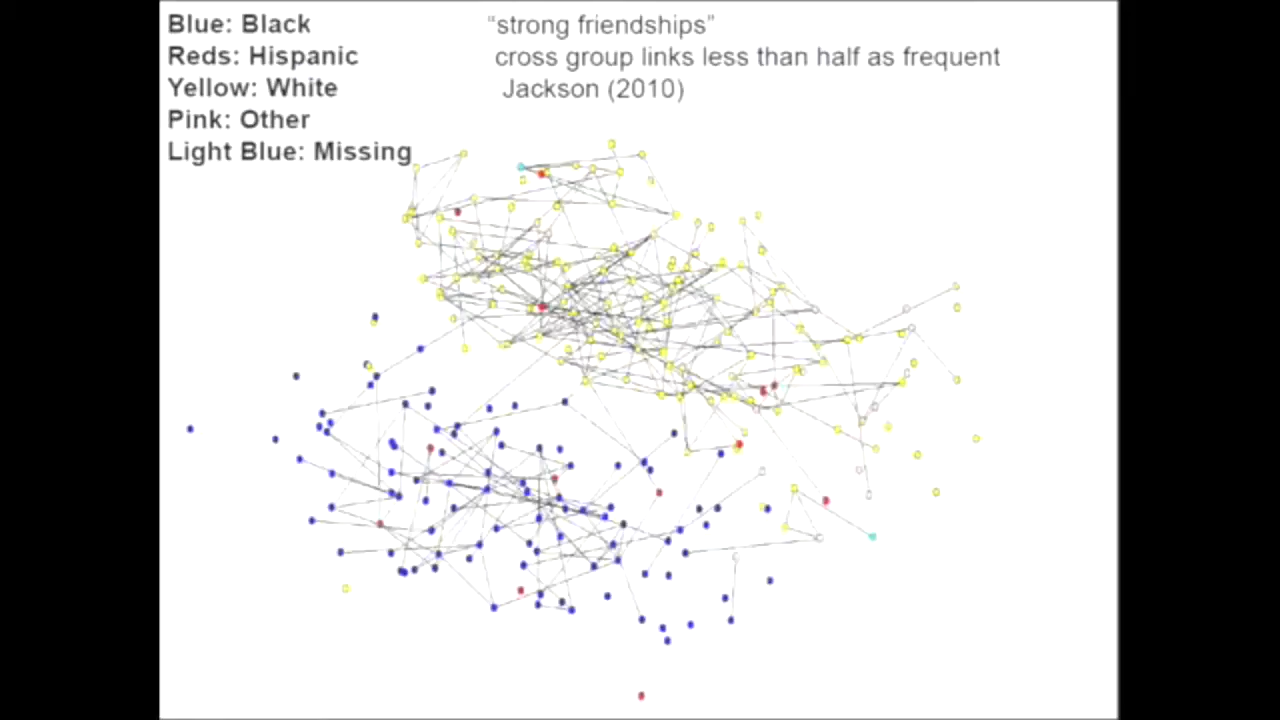 Blue: Black
Reds: Hispanic
Yellow: White
Pink: Other
Light Blue: Missing
“strong friendships”
cross group links less than half as frequent
Jackson (2010)